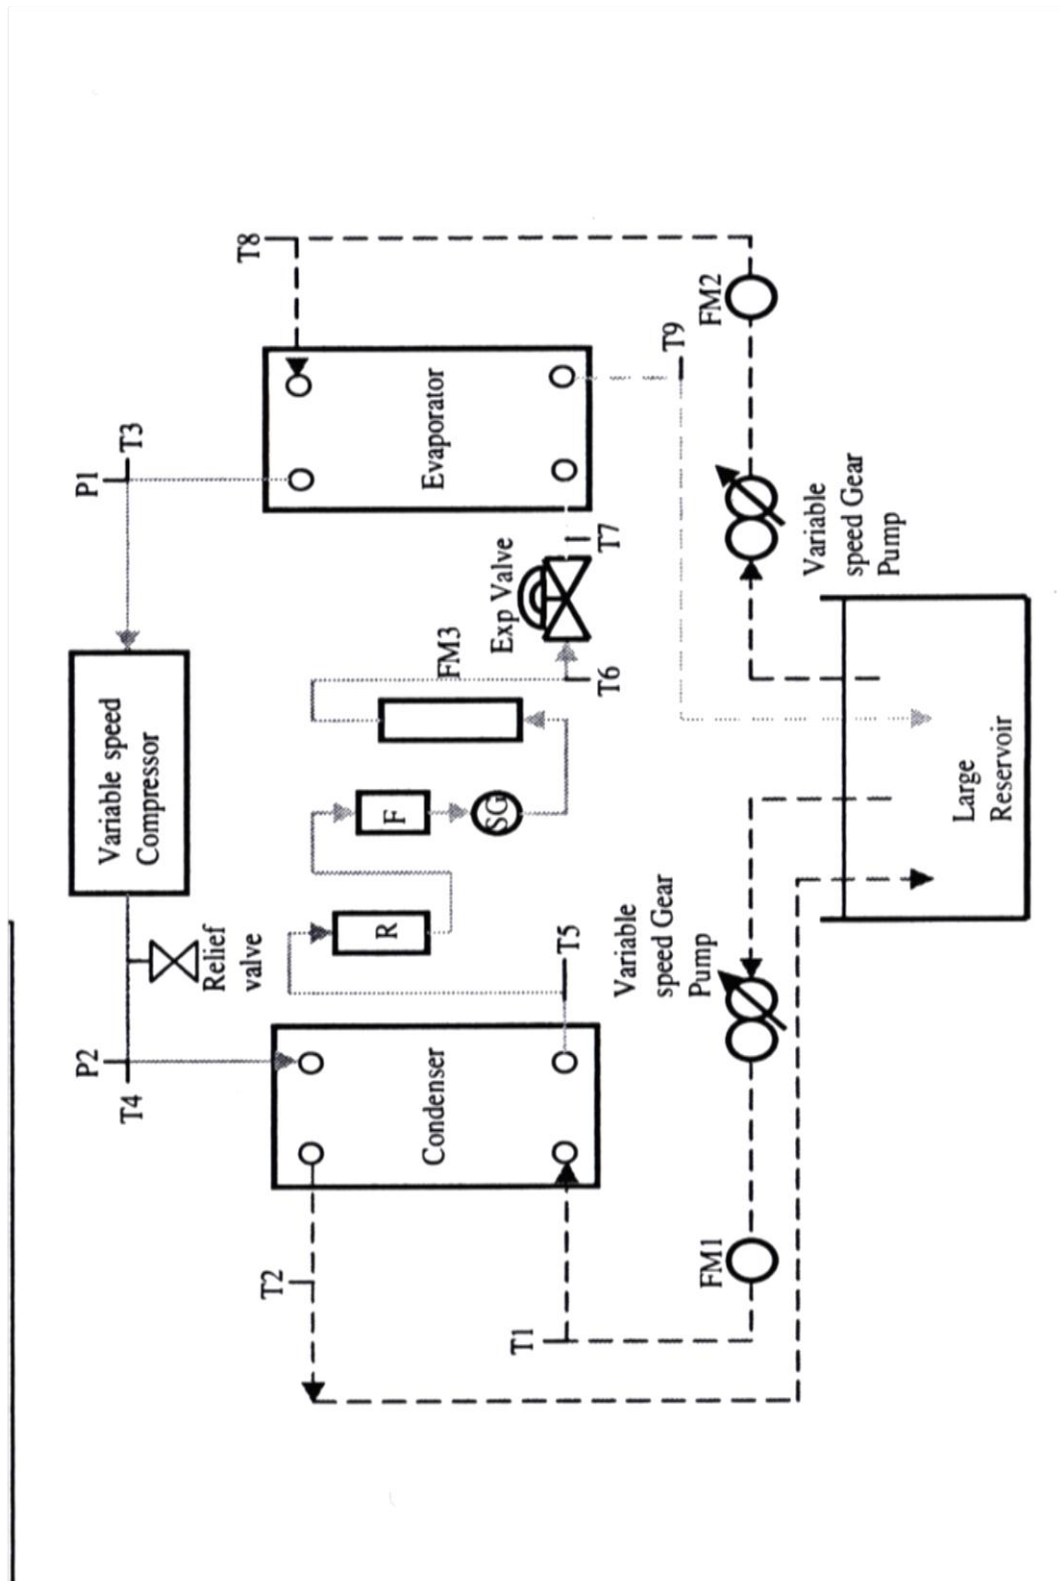 T8
P1
T3
Evaporator
T9
FM2
Variable speed
Compressor
Exp Valve
T7
FM3
T6
F
SG
R
Relief
valve
T5
Variable
speed Gear
Pump
Variable
speed Gear
Pump
Large
Reservoir
P2
T4
Condenser
T2
T1
FM1